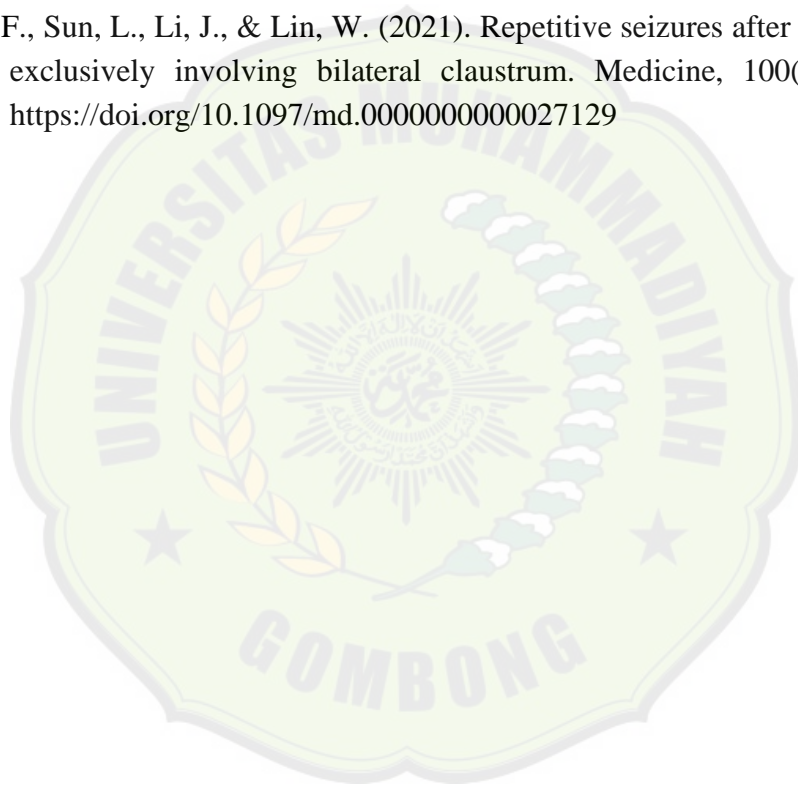 F., Sun, L., Li, J., & Lin, W. (2021). Repetitive seizures after
exclusively involving bilateral claustrum. Medicine, 100(
https://doi.org/10.1097/md.0000000000027129
UNIVERSITAS MUHAMMADIYAH
GOMBONG